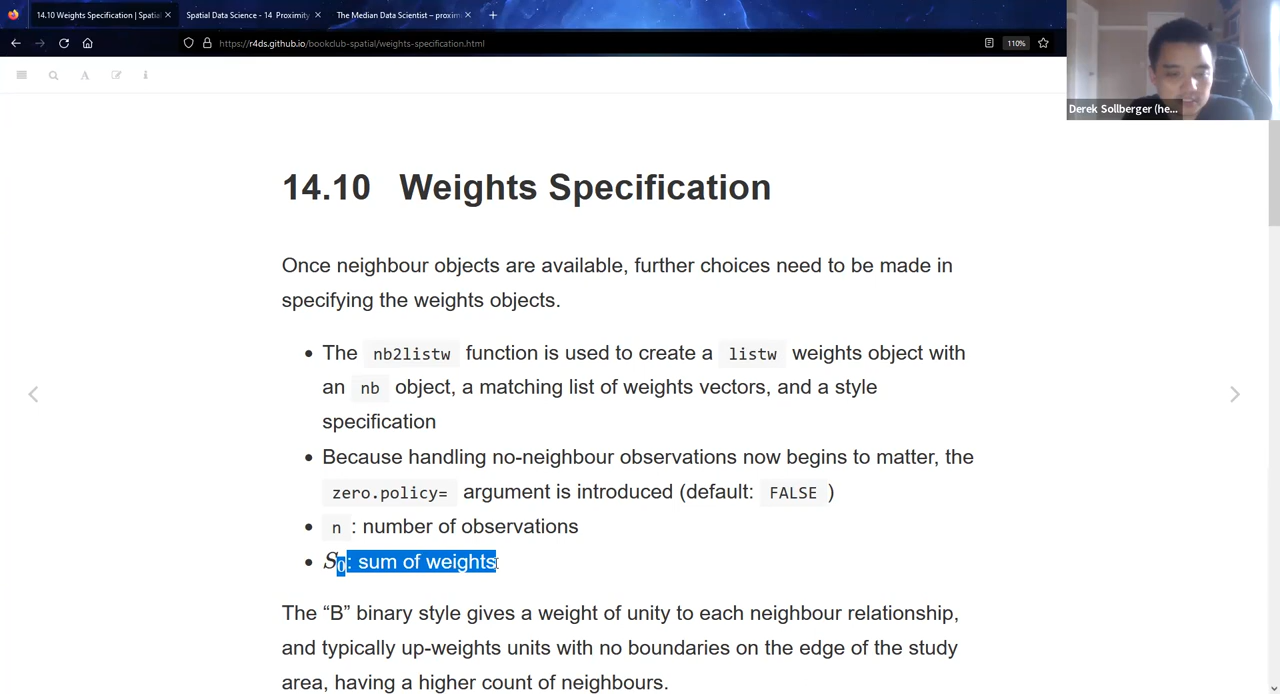 14.10 Weights Specification | Spatia
Spatial Data Science - 14 Proximity
The Median Data Scientist – proxim
https://r4ds.github.io/bookclub-spatial/weights-specification.html
110%
Derek Sollberger (he...
14.10 Weights Specification
Once neighbour objects are available, further choices need to be made in
specifying the weights objects.
• The nb2listw function is used to create a listw weights object with
an nb object, a matching list of weights vectors, and a style
specification
• Because handling no-neighbour observations now begins to matter, the
zero.policy= argument is introduced (default: FALSE )
• n : number of observations
• S₀: sum of weights
The “B” binary style gives a weight of unity to each neighbour relationship,
and typically up-weights units with no boundaries on the edge of the study
area, having a higher count of neighbours.